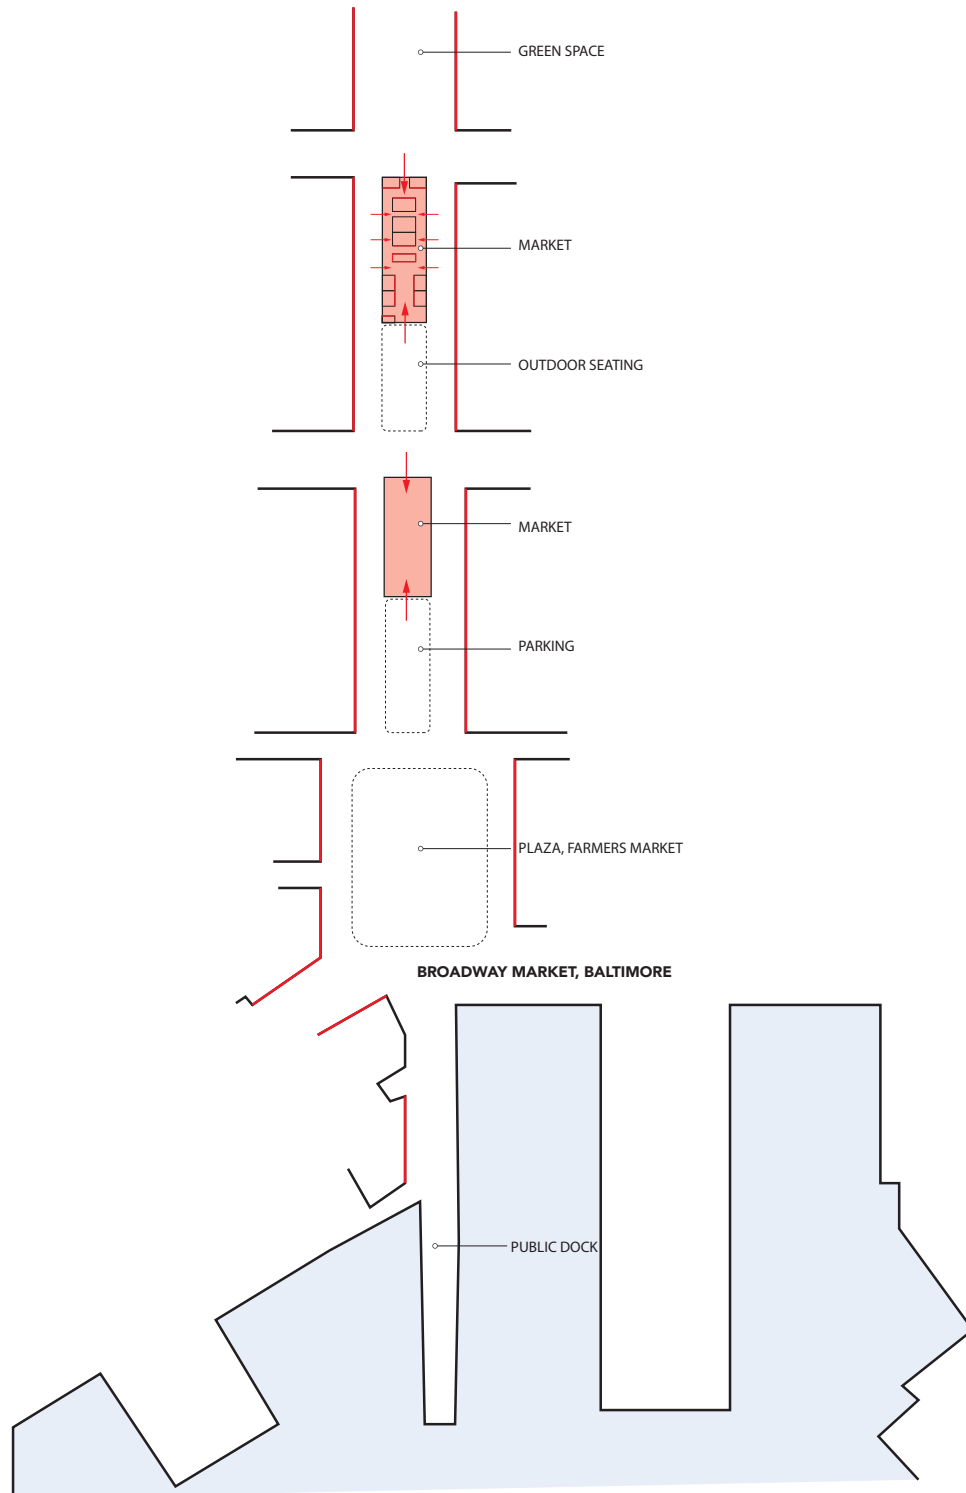 GREEN SPACE
MARKET
OUTDOOR SEATING
MARKET
PARKING
PLAZA, FARMERS MARKET
BROADWAY MARKET, BALTIMORE
PUBLIC DOCK